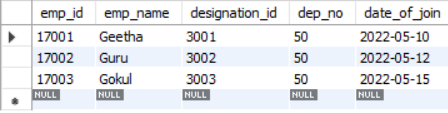 emp_id emp_name designation_id dep_no date_of_join
17001 Geetha 3001 50 2022-05-10
17002 Guru 3002 50 2022-05-12
17003 Gokul 3003 50 2022-05-15
NULL NULL NULL NULL NULL